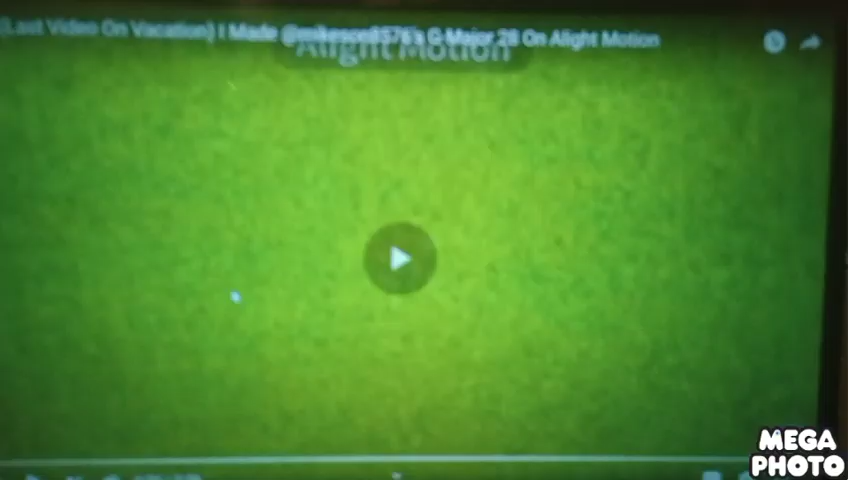 (Last Video On Vacation) I Made G Major 28 On Alight Motion
Alight Motion
MEGA
PHOTO